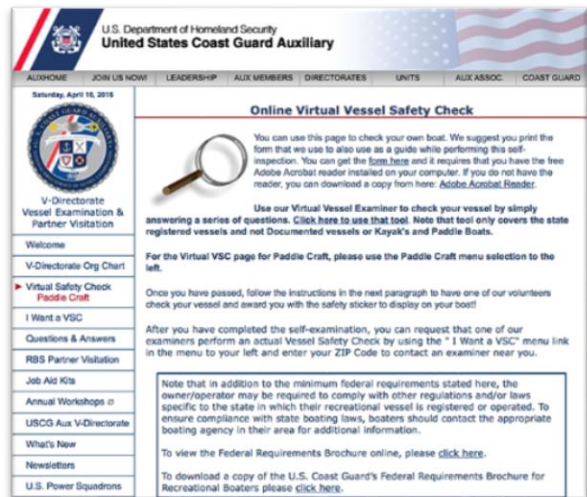 U.S. Department of Homeland Security
United States Coast Guard Auxiliary
AUXHOME JOIN US NOW! LEADERSHIP AUX MEMBERS DIRECTORATES UNITS AUX ASSOC. COAST GUARD
Saturday, April 16, 2016
V-Directorate
Vessel Examination &
Partner Visitation
Welcome
V-Directorate Org Chart
Virtual Safety Check
Paddle Craft
I Want a VSC
Questions & Answers
RBS Partner Visitation
Job Aid Kits
Annual Workshops
USCG Aux V-Directorate
What's New
Newsletters
U.S. Power Squadrons
Online Virtual Vessel Safety Check
You can use this page to check your own boat. We suggest you print the
form that we use to also use as a guide while performing this self-
inspection. You can get the form here and it requires that you have the free
Adobe Acrobat reader installed on your computer. If you do not have the
reader, you can download a copy from here: Adobe Acrobat Reader.
Use our Virtual Vessel Examiner to check your vessel by simply
answering a series of questions. Click here to use that tool. Note that tool only covers the state
registered vessels and not Documented vessels or Kayak's and Paddle Boats.
For the Virtual VSC page for Paddle Craft, please use the Paddle Craft menu selection to the
left.
Once you have passed, follow the instructions in the next paragraph to have one of our volunteers
check your vessel and award you with the safety sticker to display on your boat!
After you have completed the self-examination, you can request that one of our
examiners perform an actual Vessel Safety Check by using the " I Want a VSC" menu link
in the menu to your left and enter your ZIP Code to contact an examiner near you.
Note that in addition to the minimum federal requirements stated here, the
owner/operator may be required to comply with other regulations and/or laws
specific to the state in which their recreational vessel is registered or operated. To
ensure compliance with state boating laws, boaters should contact the appropriate
boating agency in their area for additional information.
To view the Federal Requirements Brochure online, please click here.
To download a copy of the U.S. Coast Guard's Federal Requirements Brochure for
Recreational Boaters please click here.